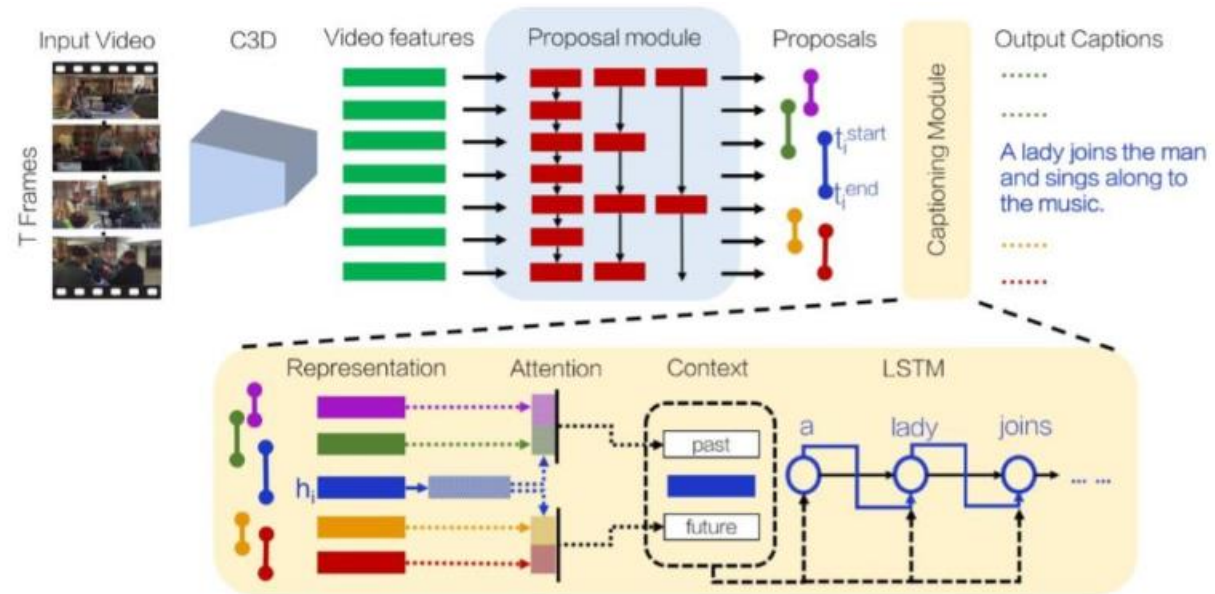 Input Video
C3D
Video features
Proposal module
Proposals
Output Captions
T Frames
t_i^start
t_i^end
Captioning Module
A lady joins the man
and sings along to
the music.
Representation
Attention
Context
LSTM
h_i
past
future
a
lady
joins